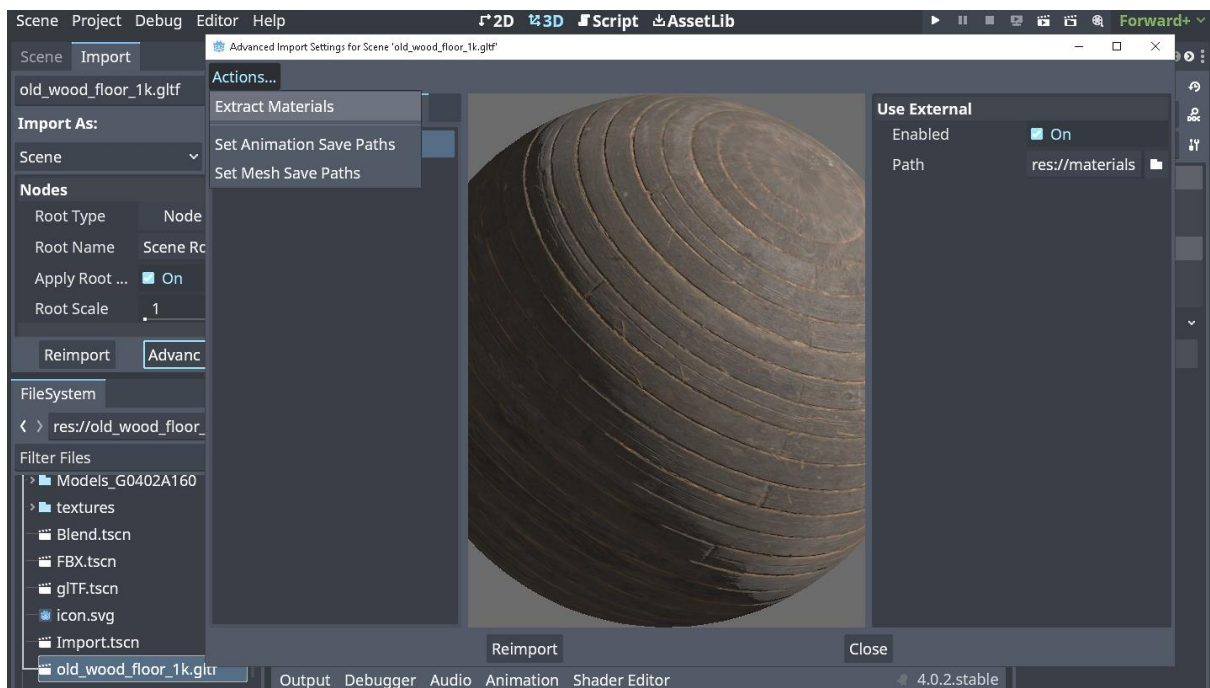 Scene Project Debug Editor Help 2D 3D Script AssetLib Forward+
Advanced Import Settings for Scene 'old_wood_floor_1k.gltf'
Scene Import
old_wood_floor_1k.gltf
Import As:
Scene
Nodes
Root Type Node
Root Name Scene Ro
Apply Root ... On
Root Scale 1
Reimport Advanc
FileSystem
res://old_wood_floor_
Filter Files
Models_G0402A160
textures
Blend.tscn
FBX.tscn
glTF.tscn
icon.svg
Import.tscn
old_wood_floor_1k.gltf
Actions...
Extract Materials
Set Animation Save Paths
Set Mesh Save Paths
Use External
Enabled On
Path res://materials
Reimport Close
Output Debugger Audio Animation Shader Editor 4.0.2.stable